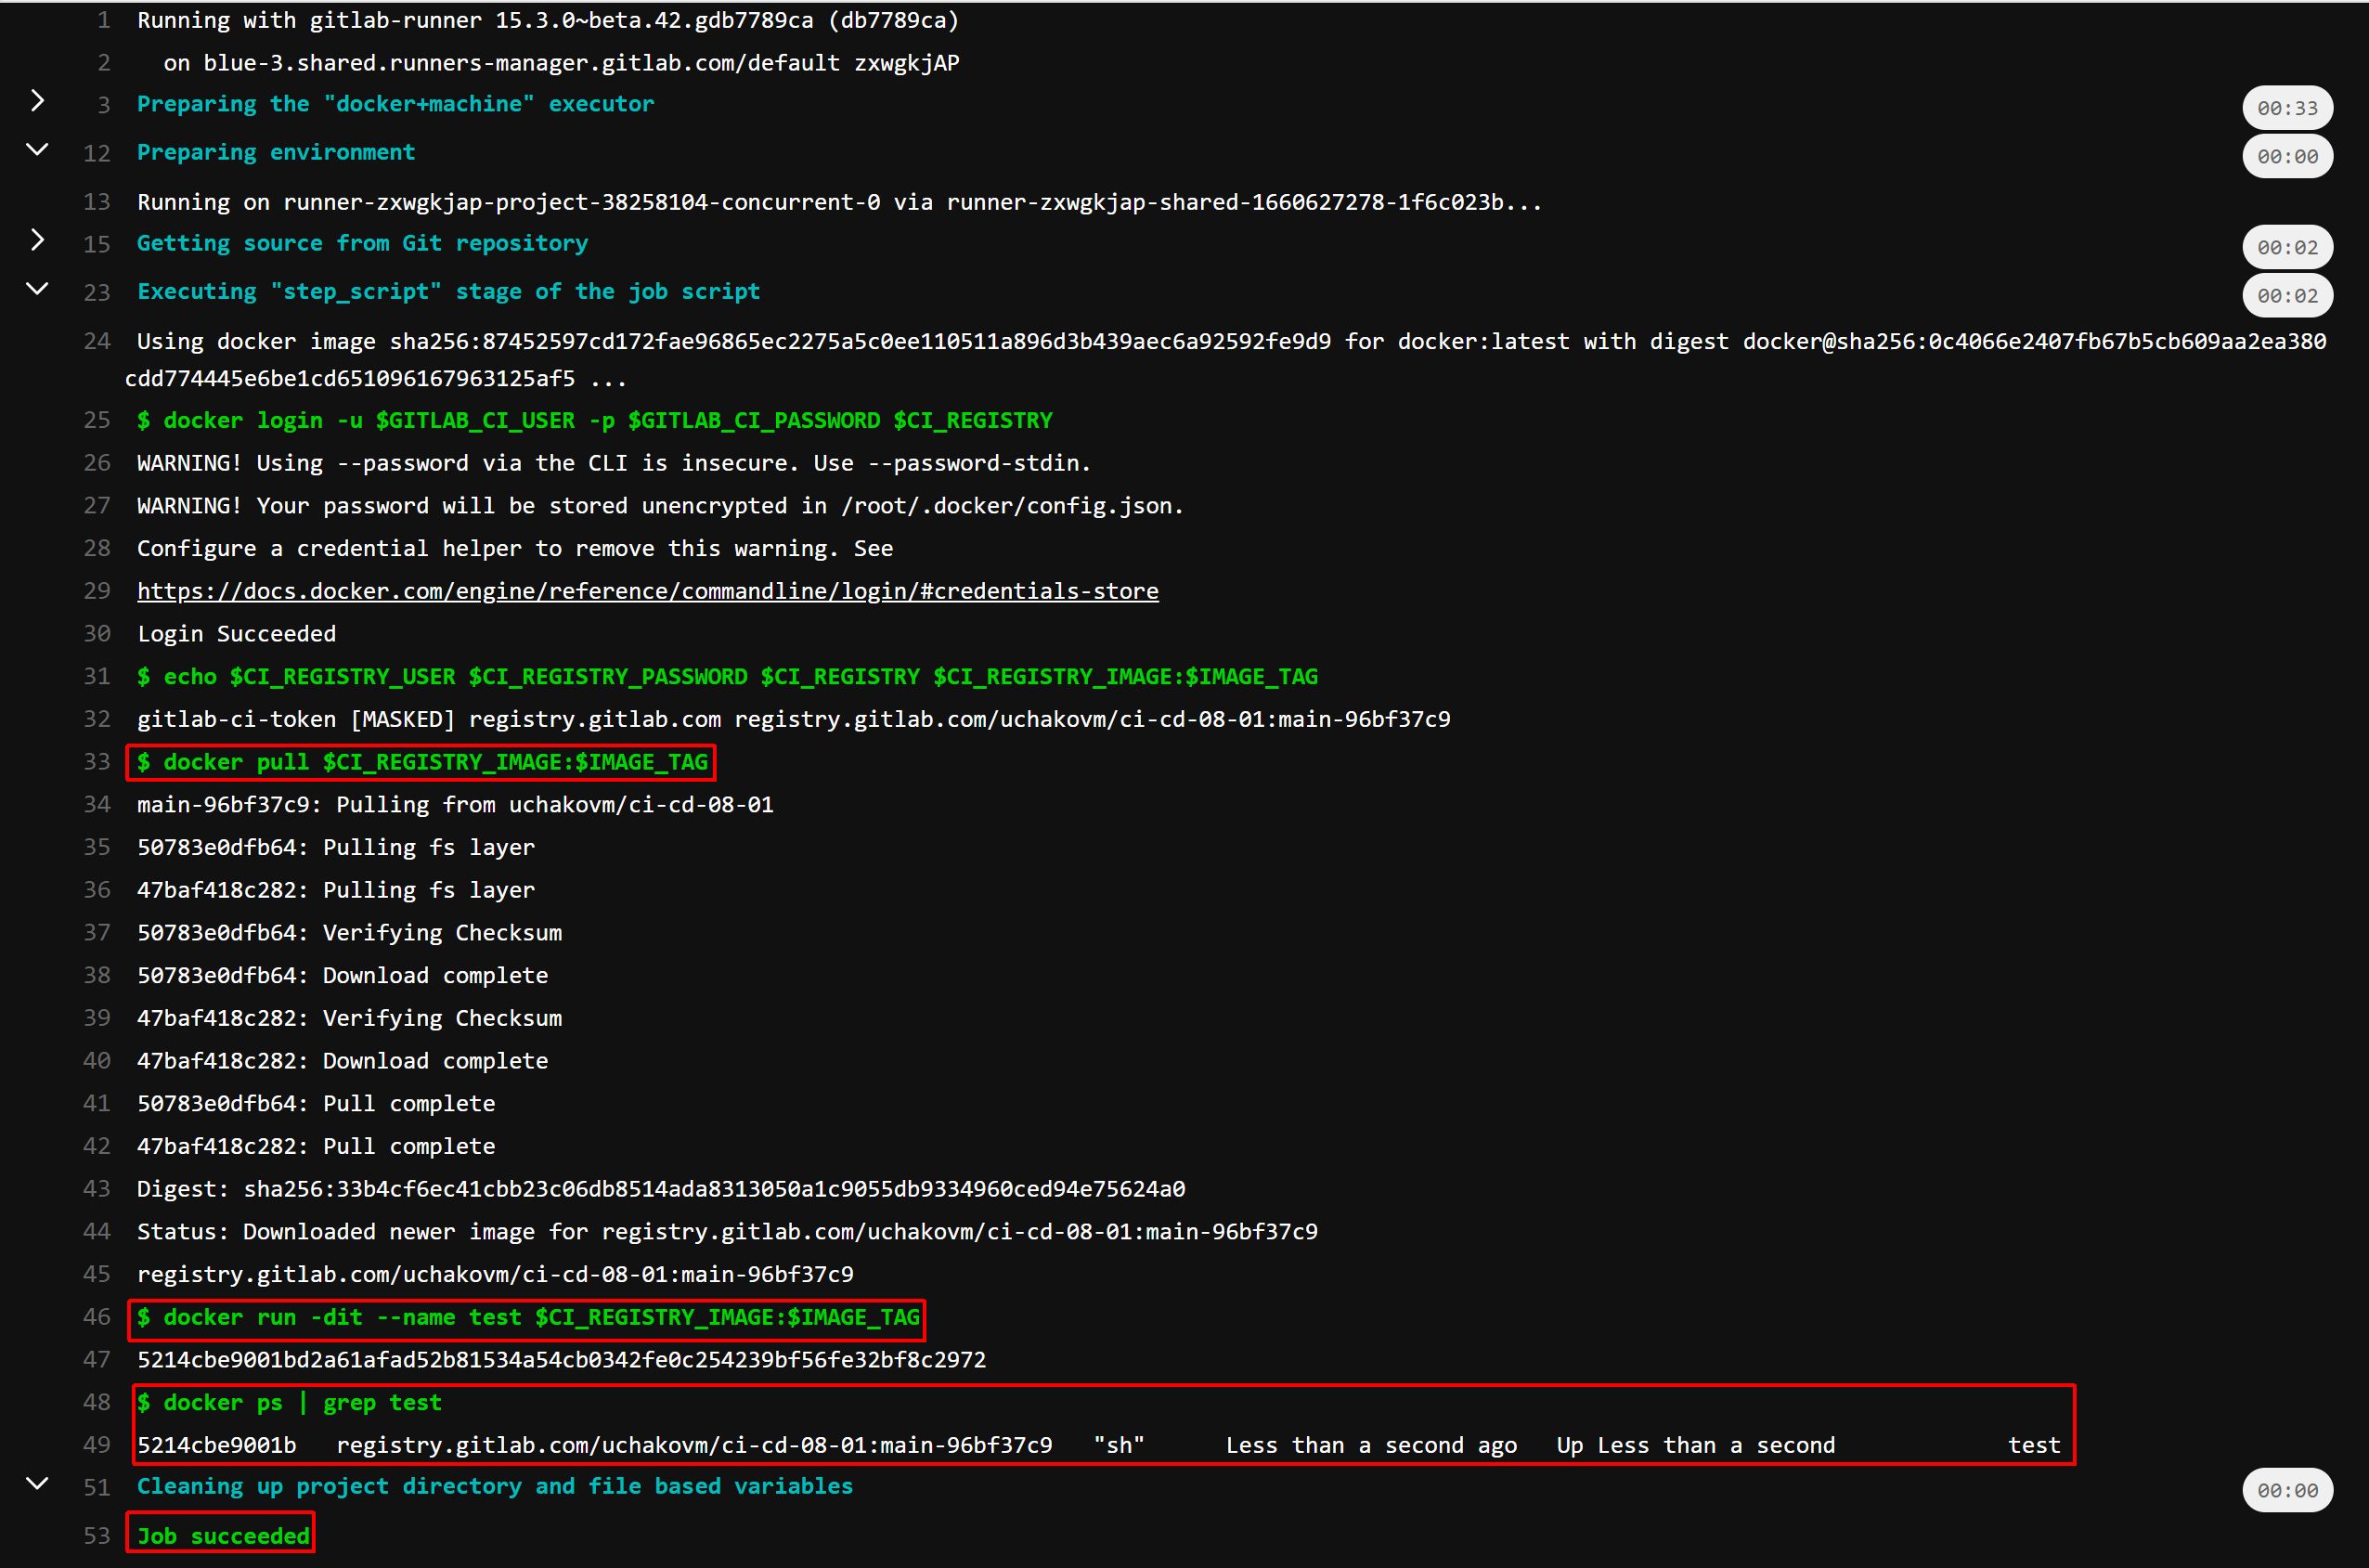 1 Running with gitlab-runner 15.3.0~beta.42.gdb7789ca (db7789ca)
2 on blue-3.shared.runners-manager.gitlab.com/default zxwgkjAP
3 Preparing the "docker+machine" executor 00:33
12 Preparing environment 00:00
13 Running on runner-zxwgkjap-project-38258104-concurrent-0 via runner-zxwgkjap-shared-1660627278-1f6c023b...
15 Getting source from Git repository 00:02
23 Executing "step_script" stage of the job script 00:02
24 Using docker image sha256:87452597cd172fae96865ec2275a5c0ee110511a896d3b439aec6a92592fe9d9 for docker:latest with digest docker@sha256:0c4066e2407fb67b5cb609aa2ea380
cdd774445e6be1cd651096167963125af5 ...
25 $ docker login -u $GITLAB_CI_USER -p $GITLAB_CI_PASSWORD $CI_REGISTRY
26 WARNING! Using --password via the CLI is insecure. Use --password-stdin.
27 WARNING! Your password will be stored unencrypted in /root/.docker/config.json.
28 Configure a credential helper to remove this warning. See
29 https://docs.docker.com/engine/reference/commandline/login/#credentials-store
30 Login Succeeded
31 $ echo $CI_REGISTRY_USER $CI_REGISTRY_PASSWORD $CI_REGISTRY $CI_REGISTRY_IMAGE:$IMAGE_TAG
32 gitlab-ci-token [MASKED] registry.gitlab.com registry.gitlab.com/uchakovm/ci-cd-08-01:main-96bf37c9
33 $ docker pull $CI_REGISTRY_IMAGE:$IMAGE_TAG
34 main-96bf37c9: Pulling from uchakovm/ci-cd-08-01
35 50783e0dfb64: Pulling fs layer
36 47baf418c282: Pulling fs layer
37 50783e0dfb64: Verifying Checksum
38 50783e0dfb64: Download complete
39 47baf418c282: Verifying Checksum
40 47baf418c282: Download complete
41 50783e0dfb64: Pull complete
42 47baf418c282: Pull complete
43 Digest: sha256:33b4cf6ec41cbb23c06db8514ada8313050a1c9055db9334960ced94e75624a0
44 Status: Downloaded newer image for registry.gitlab.com/uchakovm/ci-cd-08-01:main-96bf37c9
45 registry.gitlab.com/uchakovm/ci-cd-08-01:main-96bf37c9
46 $ docker run -dit --name test $CI_REGISTRY_IMAGE:$IMAGE_TAG
47 5214cbe9001bd2a61afad52b81534a54cb0342fe0c254239bf56fe32bf8c2972
48 $ docker ps | grep test
49 5214cbe9001b registry.gitlab.com/uchakovm/ci-cd-08-01:main-96bf37c9 "sh" Less than a second ago Up Less than a second test
51 Cleaning up project directory and file based variables 00:00
53 Job succeeded